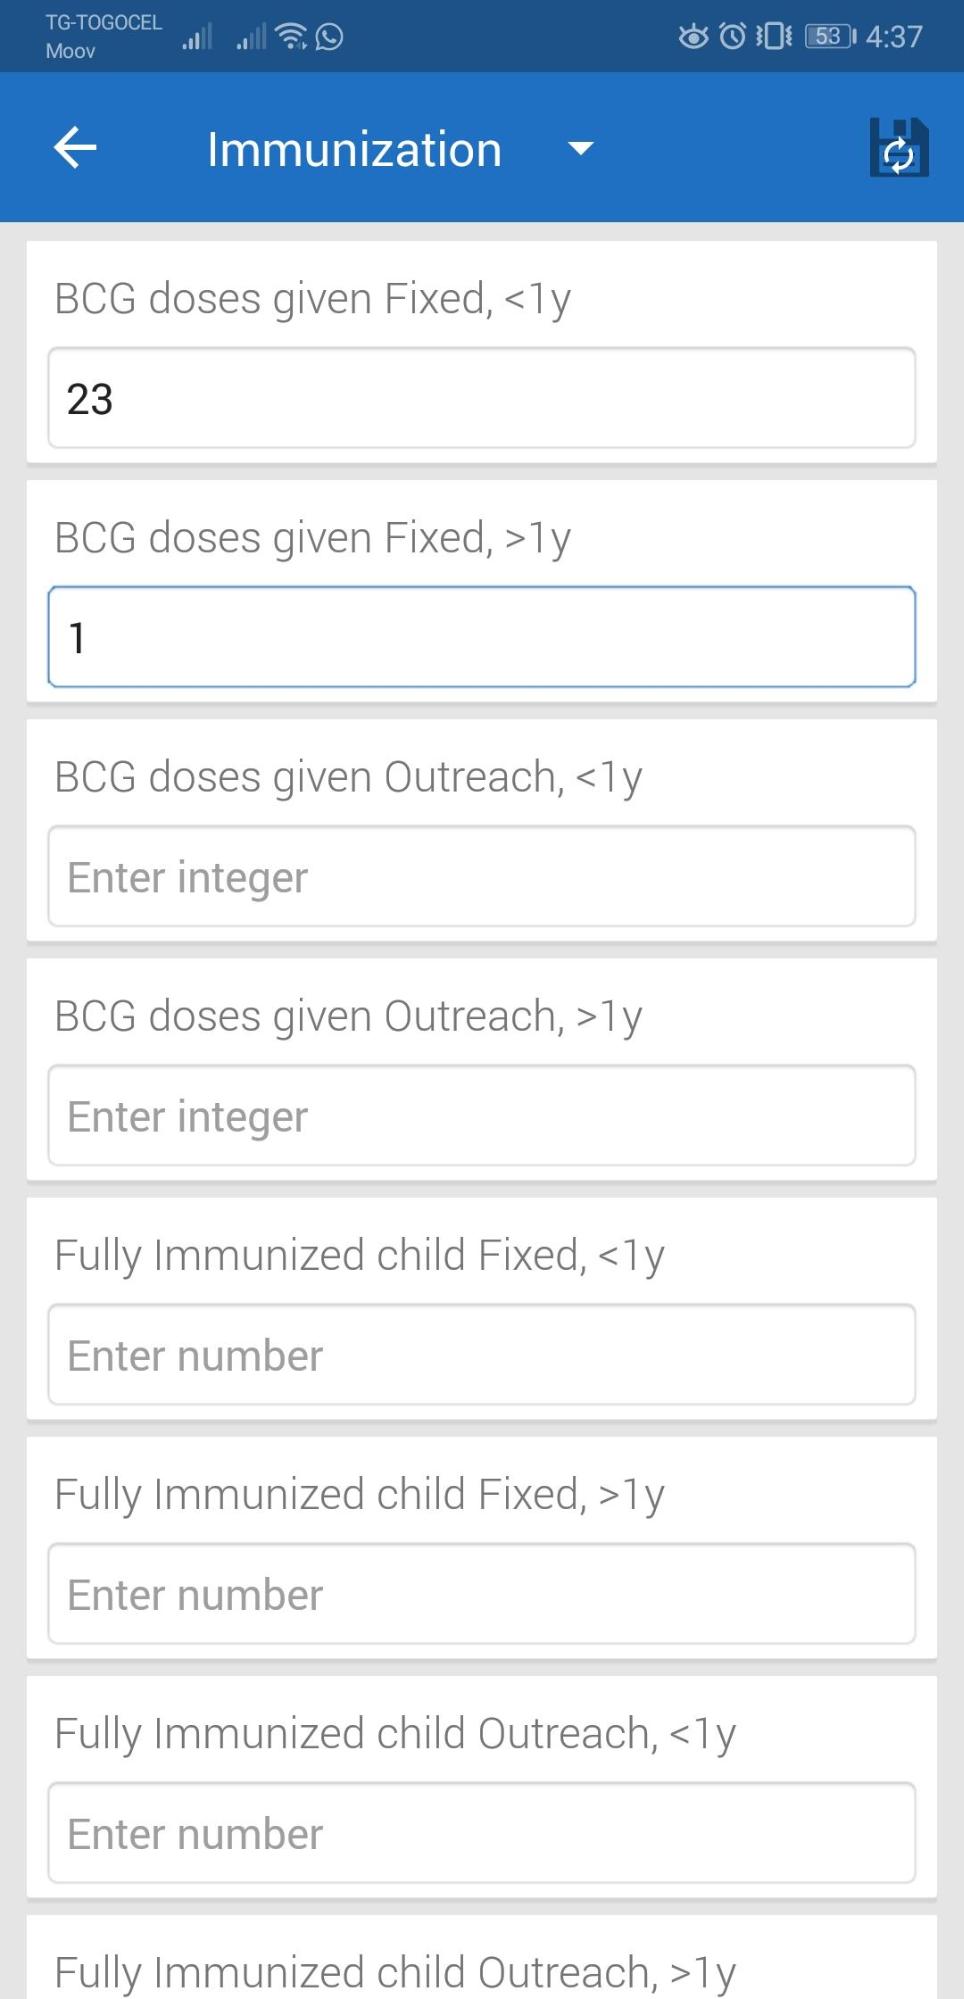 TG-TOGOCEL
Moov
53 4:37
Immunization
BCG doses given Fixed, <1y
23
BCG doses given Fixed, >1y
1
BCG doses given Outreach, <1y
Enter integer
BCG doses given Outreach, >1y
Enter integer
Fully Immunized child Fixed, <1y
Enter number
Fully Immunized child Fixed, >1y
Enter number
Fully Immunized child Outreach, <1y
Enter number
Fully Immunized child Outreach, >1y